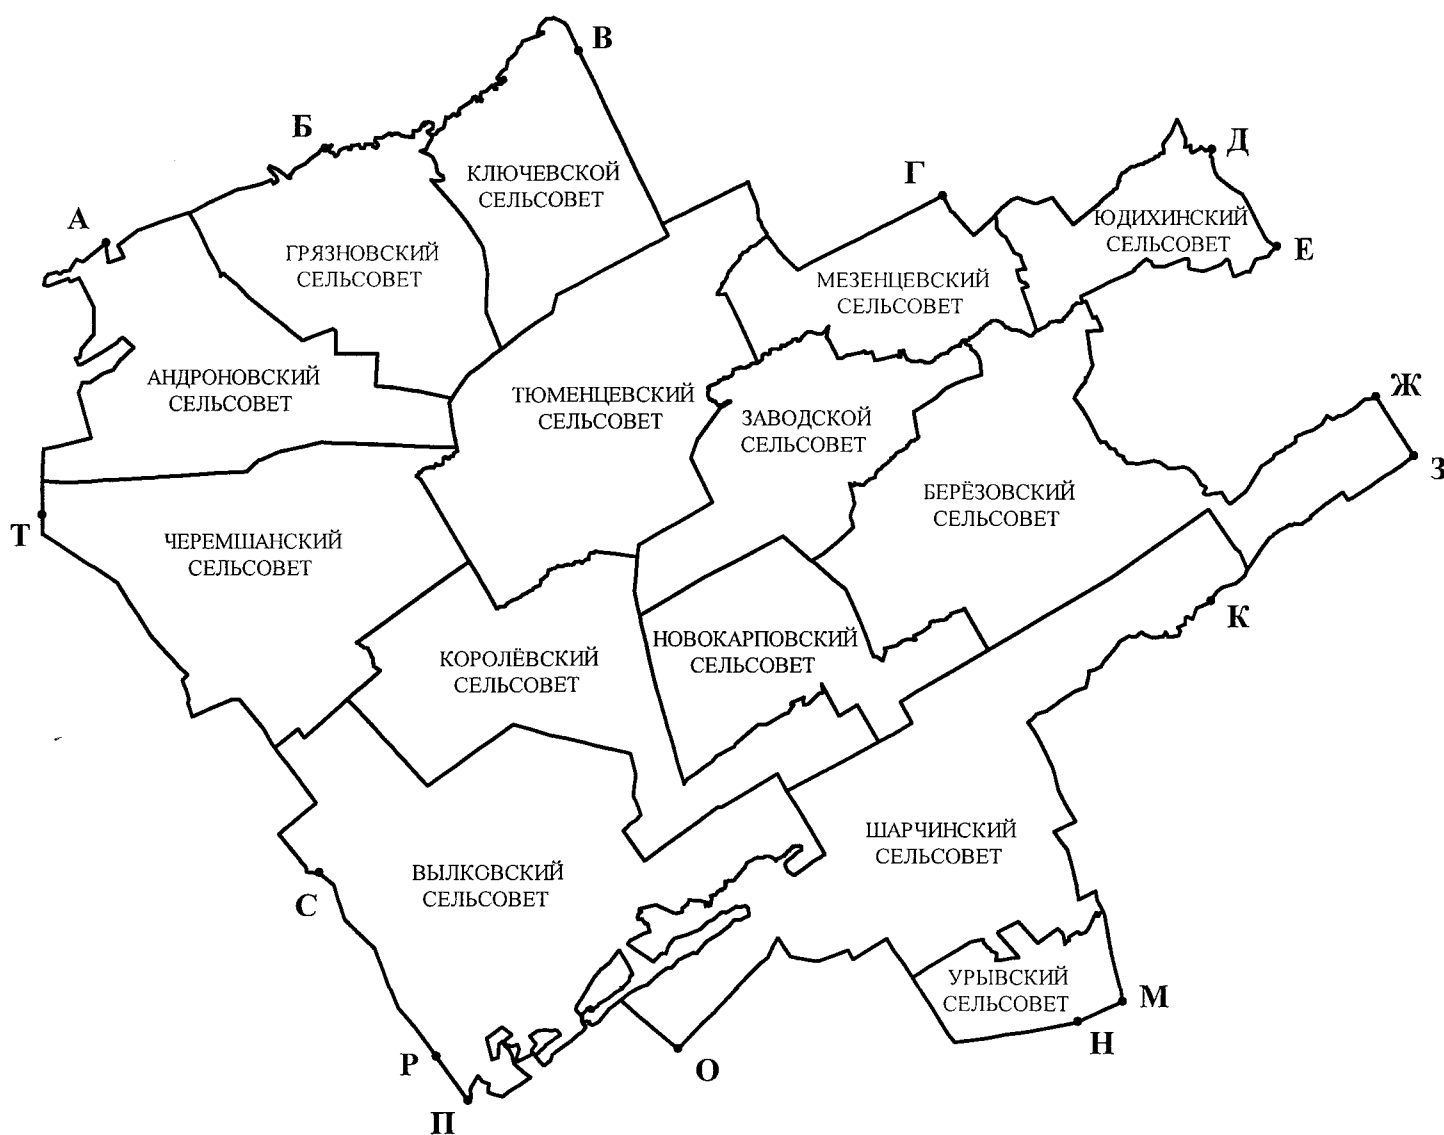 В
Б
Д
КЛЮЧЕВСКОЙ
СЕЛЬСОВЕТ
Г
А
ЮДИХИНСКИЙ
СЕЛЬСОВЕТ
Е
ГРЯЗНОВСКИЙ
СЕЛЬСОВЕТ
МЕЗЕНЦЕВСКИЙ
СЕЛЬСОВЕТ
АНДРОНОВСКИЙ
СЕЛЬСОВЕТ
ТЮМЕНЦЕВСКИЙ
СЕЛЬСОВЕТ
Ж
ЗАВОДСКОЙ
СЕЛЬСОВЕТ
З
БЕРЁЗОВСКИЙ
СЕЛЬСОВЕТ
Т
ЧЕРЕМШАНСКИЙ
СЕЛЬСОВЕТ
К
НОВОКАРПОВСКИЙ
СЕЛЬСОВЕТ
КОРОЛЁВСКИЙ
СЕЛЬСОВЕТ
ШАРЧИНСКИЙ
СЕЛЬСОВЕТ
ВЫЛКОВСКИЙ
СЕЛЬСОВЕТ
С
УРЫВСКИЙ
СЕЛЬСОВЕТ
М
Н
Р
О
П